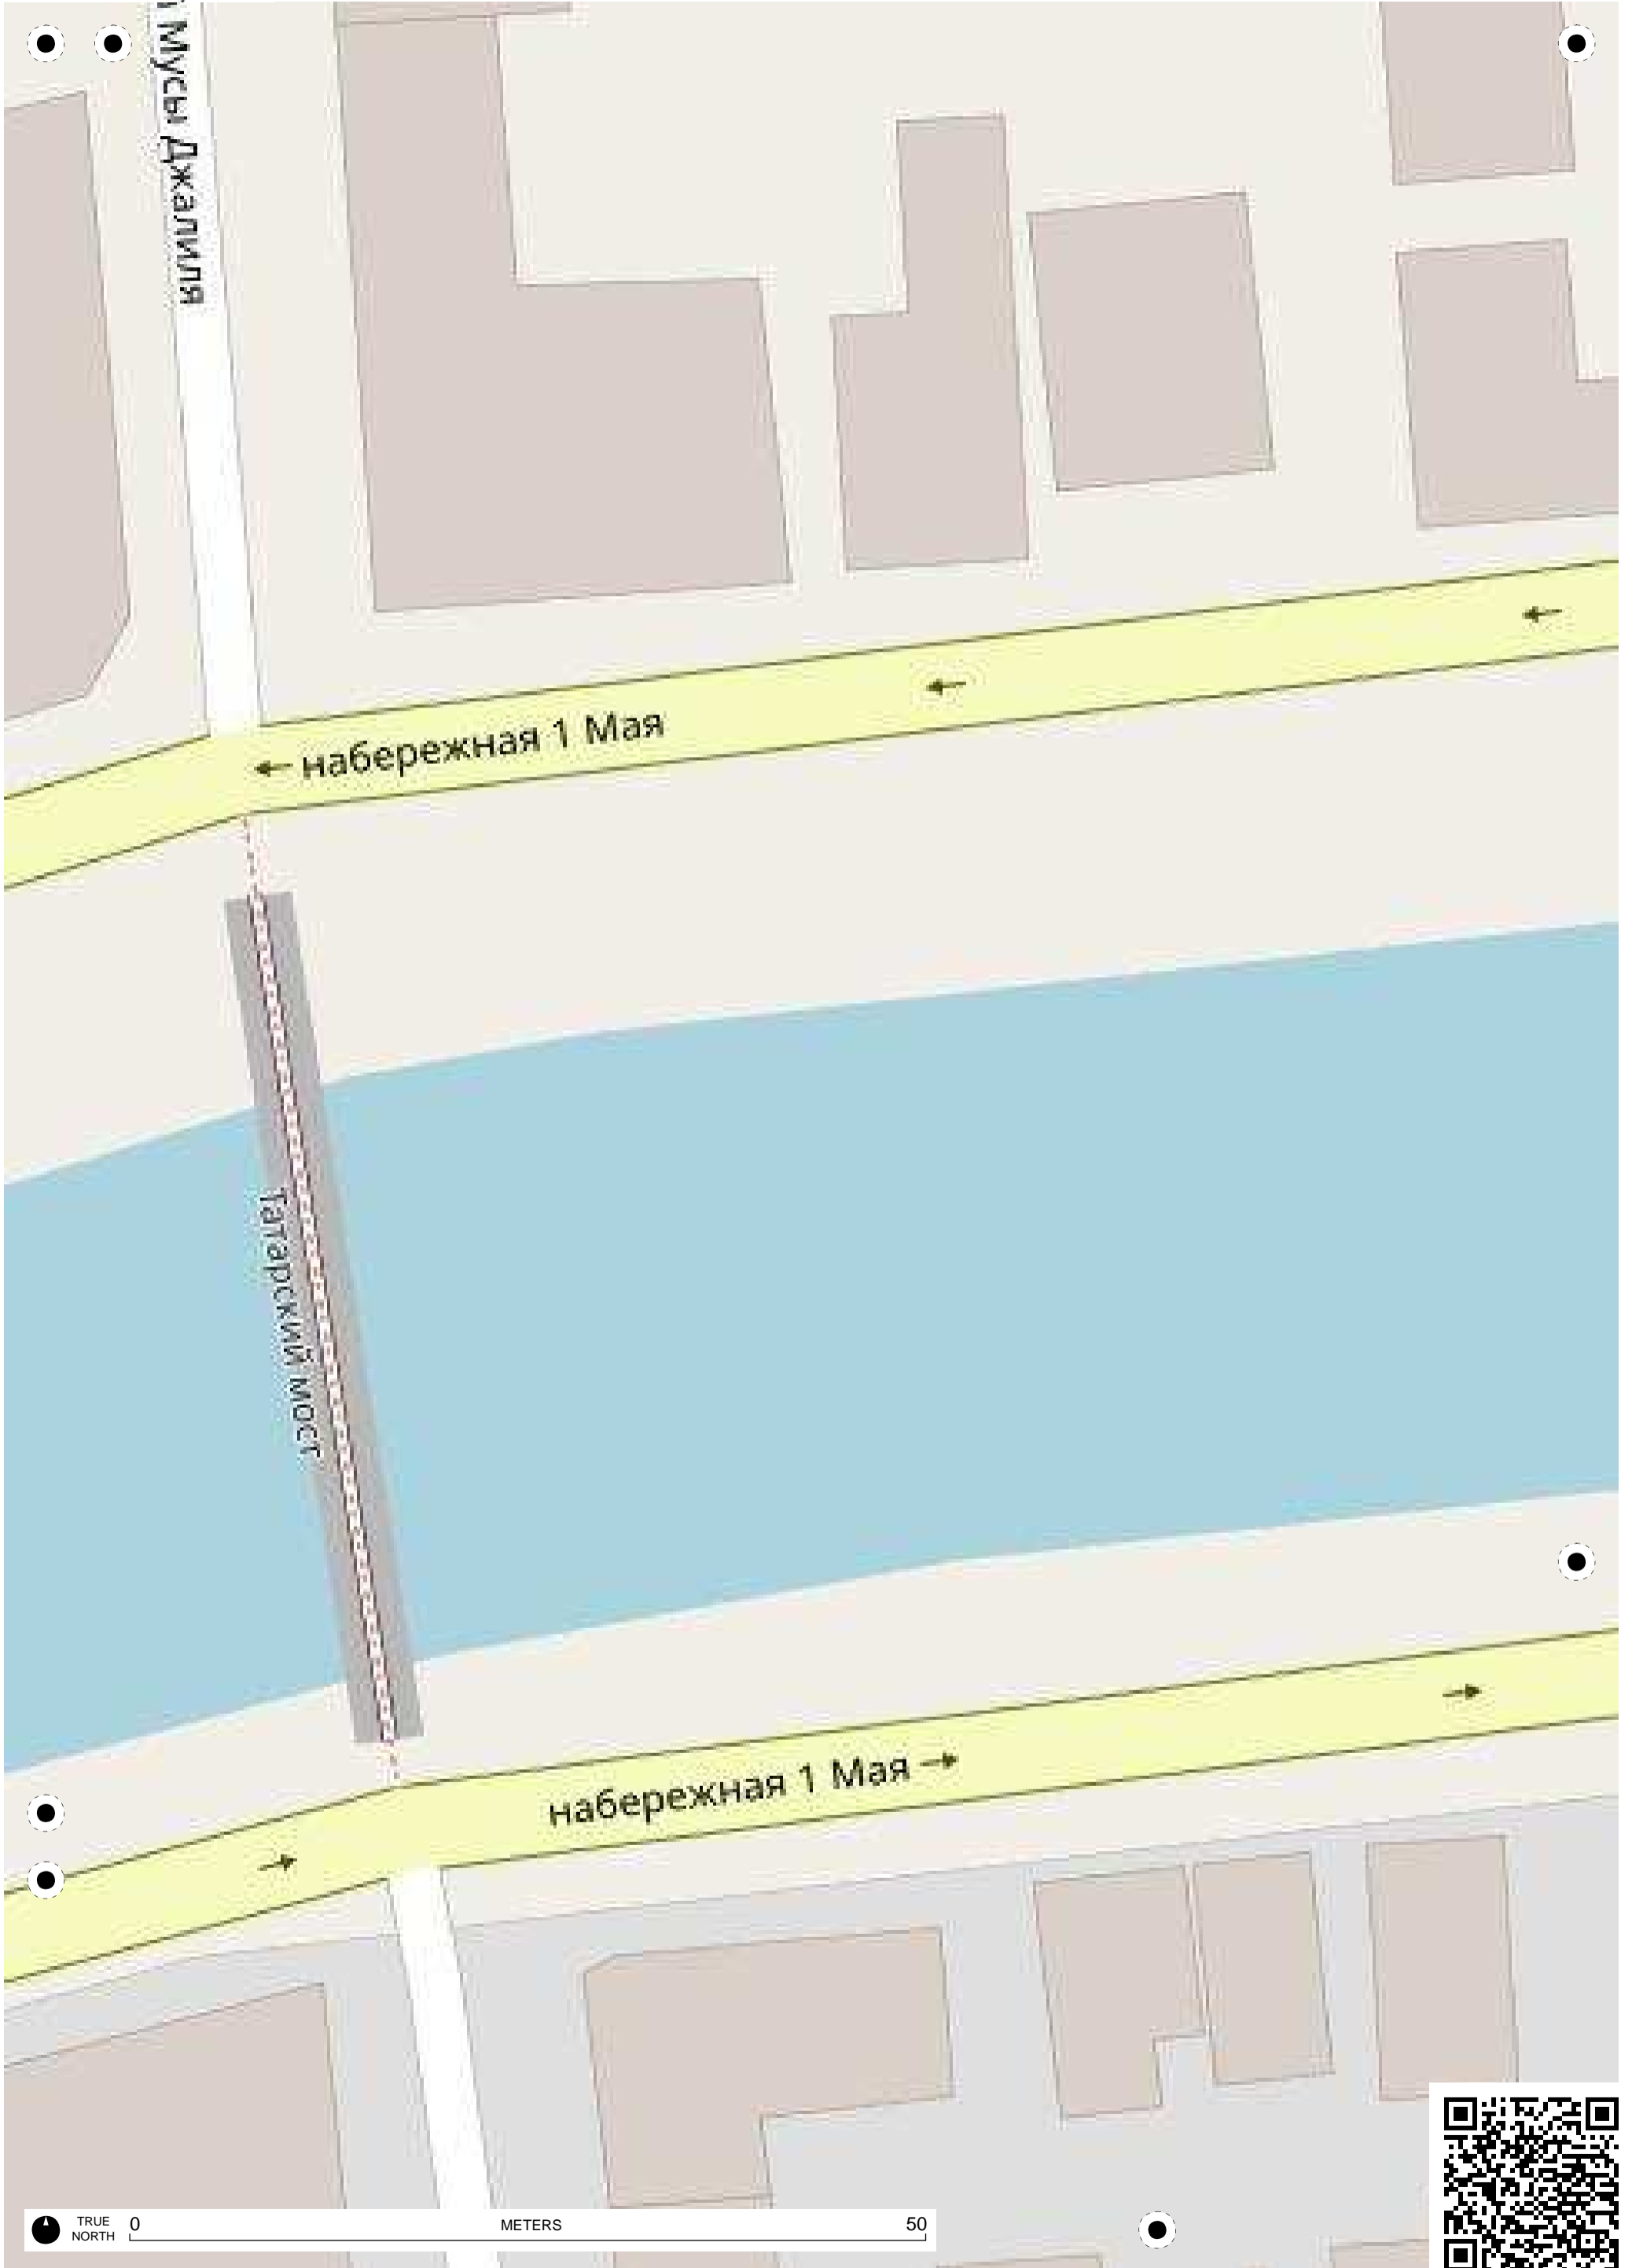 Мусы Джалиля
набережная 1 Мая
Татарский мост
набережная 1 Мая
TRUE
NORTH
0
METERS
50